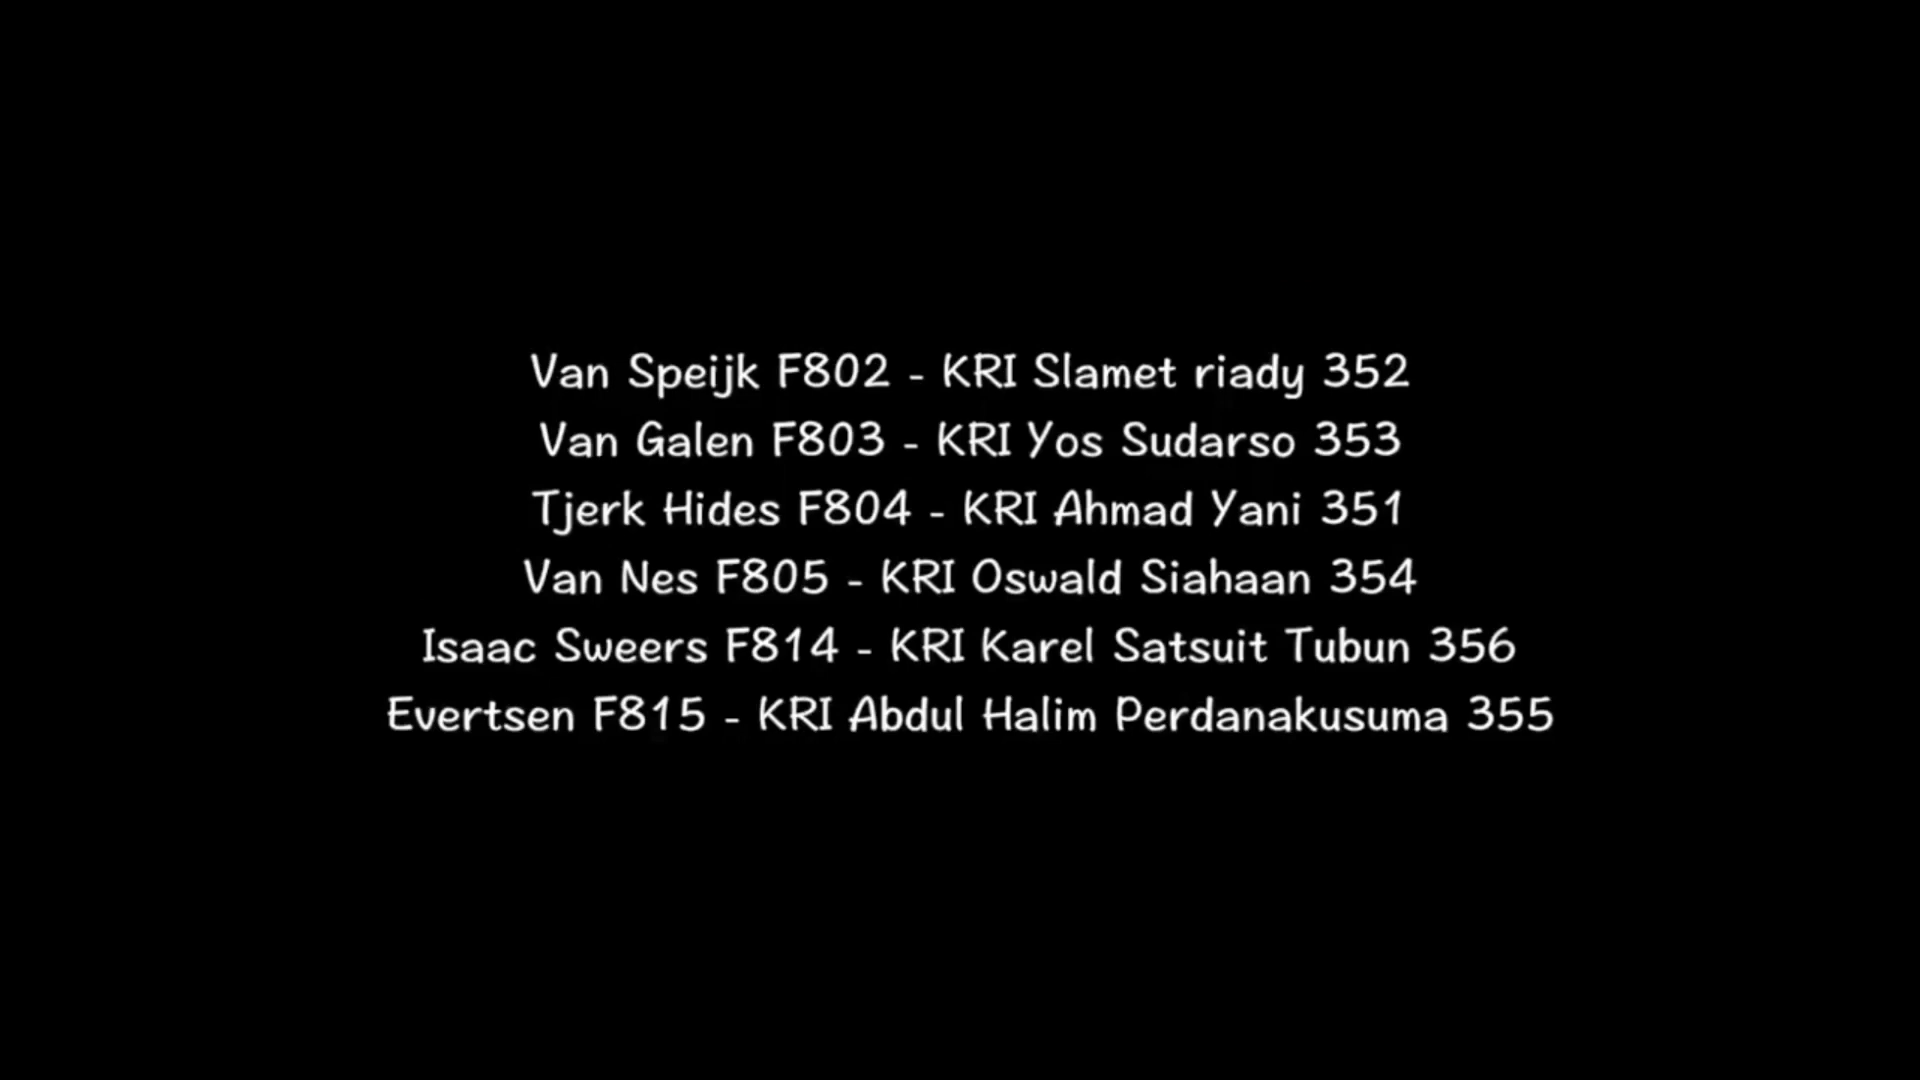 Van Speijk F802 - KRI Slamet riady 352
Van Galen F803 - KRI Yos Sudarso 353
Tjerk Hides F804 - KRI Ahmad Yani 351
Van Nes F805 - KRI Oswald Siahaan 354
Isaac Sweers F814 - KRI Karel Satsuit Tubun 356
Evertsen F815 - KRI Abdul Halim Perdanakusuma 355